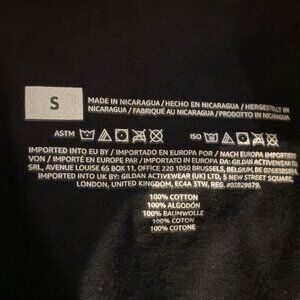 S
MADE IN NICARAGUA / HECHO EN NICARAGUA / HERGESTELLT IN
NICARAGUA / FABRIQUÉ AU NICARAGUA / PRODOTTO IN NICARAGUA
ASTM
ISO
IMPORTED INTO EU BY / IMPORTADO EN EUROPA POR / NACH EUROPA IMPORTIERT
VON / IMPORTÉ EN EUROPE PAR / IMPORTATO IN EUROPA DA: GILDAN ACTIVEWEAR EU
SRL, AVENUE LOUISE 65 BOX 11, OFFICE 220 1050 BRUSSELS, BELGIUM, BE
IMPORTED INTO UK BY: GILDAN ACTIVEWEAR (UK) LTD, 5 NEW STREET SQUARE,
LONDON, UNITED KINGDOM, EC4A 3TW, REG. #03929879.
100% COTTON
100% ALGODÓN
100% BAUMWOLLE
100% COTON
100% COTONE